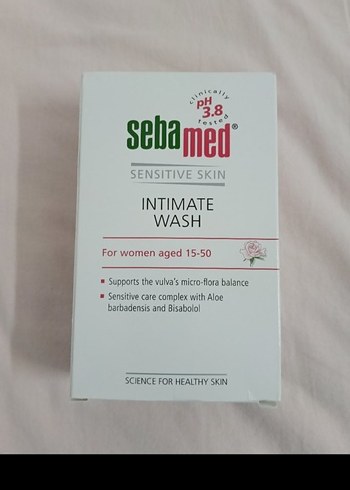 clinically
pH
3.8
tested
sebamed®
SENSITIVE SKIN
INTIMATE
WASH
For women aged 15-50
▪ Supports the vulva's micro-flora balance
▪ Sensitive care complex with Aloe
barbadensis and Bisabolol
SCIENCE FOR HEALTHY SKIN